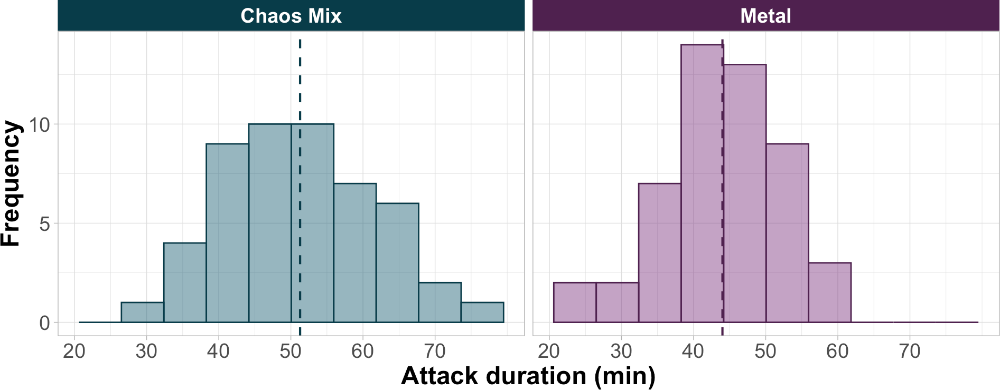 Chaos Mix
Metal
Frequency
10
5
0
20 30 40 50 60 70
20 30 40 50 60 70
Attack duration (min)